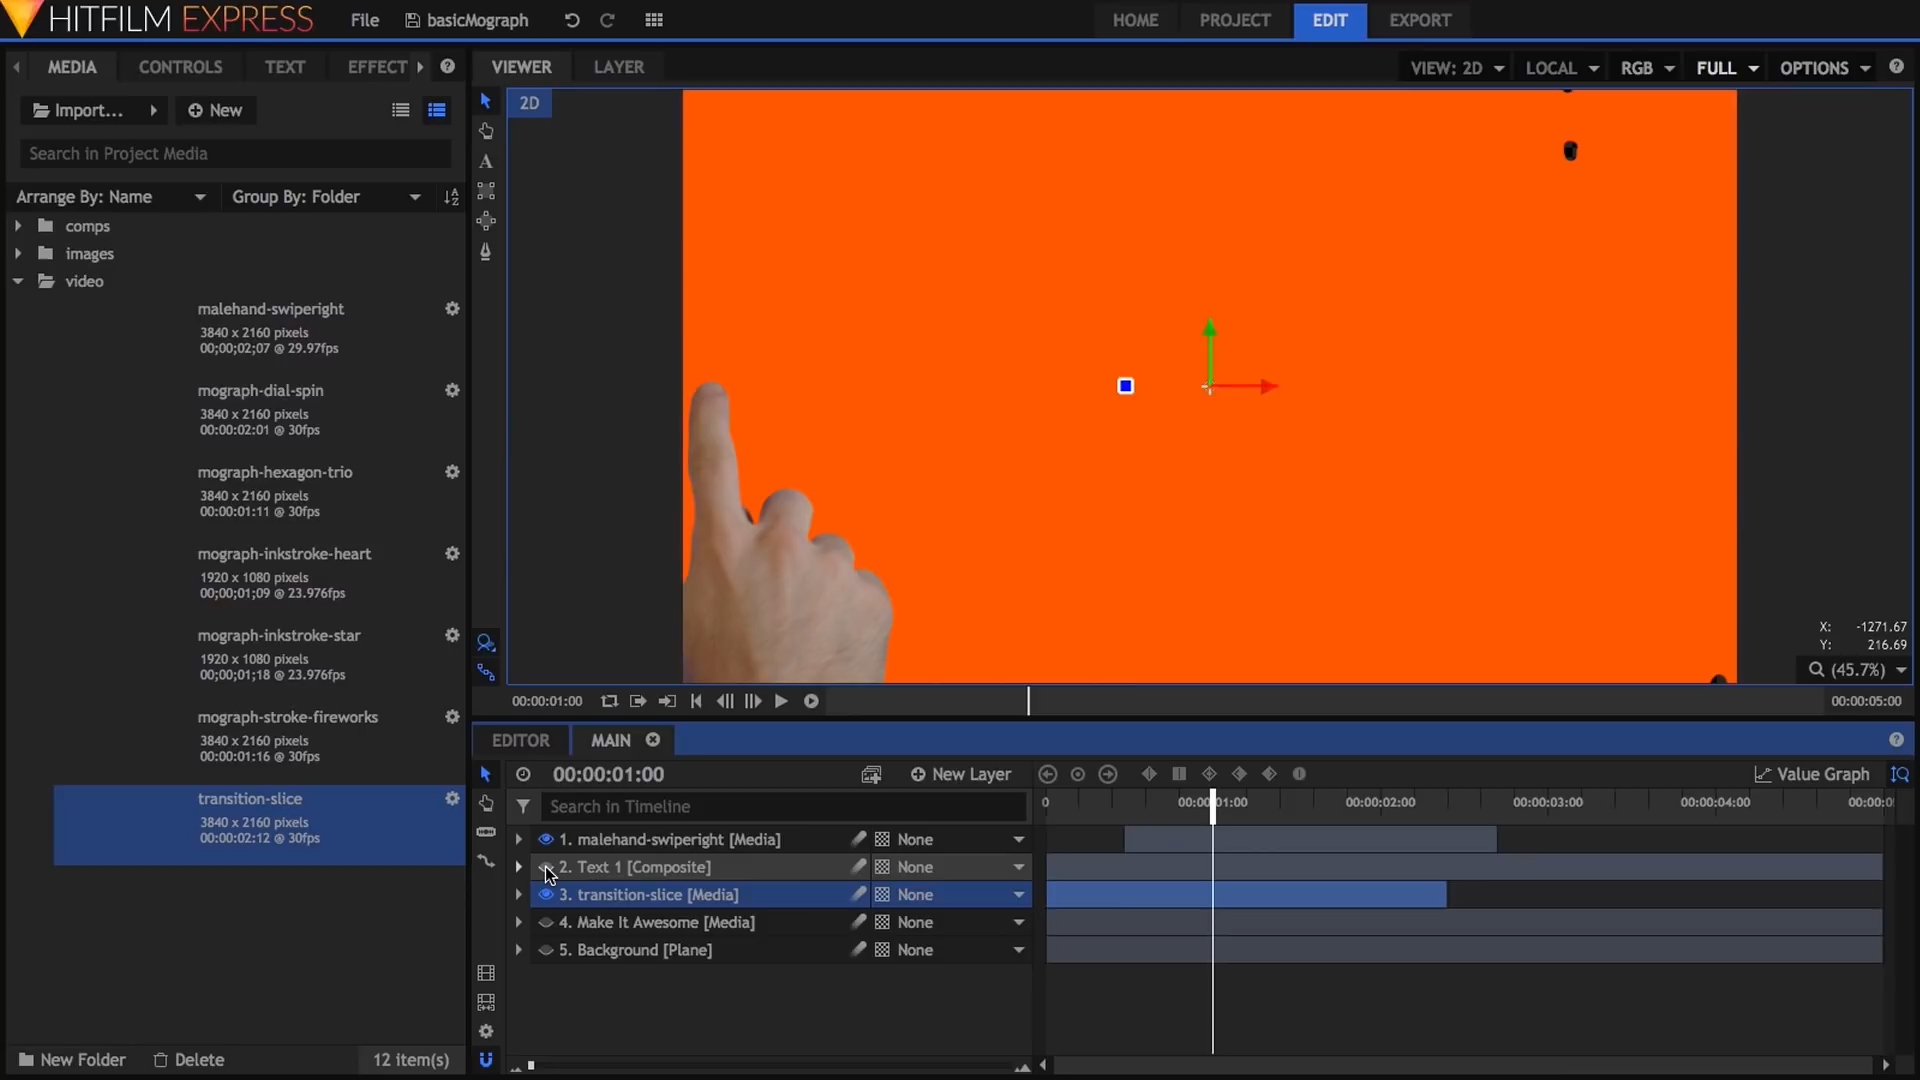 HITFILM EXPRESS
File
basicMograph
HOME
PROJECT
EDIT
EXPORT
MEDIA
CONTROLS
TEXT
EFFECT
VIEWER
LAYER
VIEW: 2D
LOCAL
RGB
FULL
OPTIONS
Import...
New
2D
Search in Project Media
Arrange By: Name
Group By: Folder
comps
images
video
malehand-swiperight
3840 x 2160 pixels
00;00;02;07 @ 29.97fps
mograph-dial-spin
3840 x 2160 pixels
00:00:02:01 @ 30fps
mograph-hexagon-trio
3840 x 2160 pixels
00:00:01:11 @ 30fps
mograph-inkstroke-heart
1920 x 1080 pixels
00;00;01;09 @ 23.976fps
mograph-inkstroke-star
1920 x 1080 pixels
00;00;01;18 @ 23.976fps
mograph-stroke-fireworks
3840 x 2160 pixels
00:00:01:16 @ 30fps
transition-slice
3840 x 2160 pixels
00:00:02:12 @ 30fps
New Folder
Delete
12 item(s)
X: -1271.67
Y: 216.69
(45.7%)
00:00:01:00
00:00:05:00
EDITOR
MAIN
00:00:01:00
New Layer
Value Graph
Search in Timeline
0
00:00:01:00
00:00:02:00
00:00:03:00
00:00:04:00
00:00:0
1. malehand-swiperight [Media]
None
2. Text 1 [Composite]
None
3. transition-slice [Media]
None
4. Make It Awesome [Media]
None
5. Background [Plane]
None